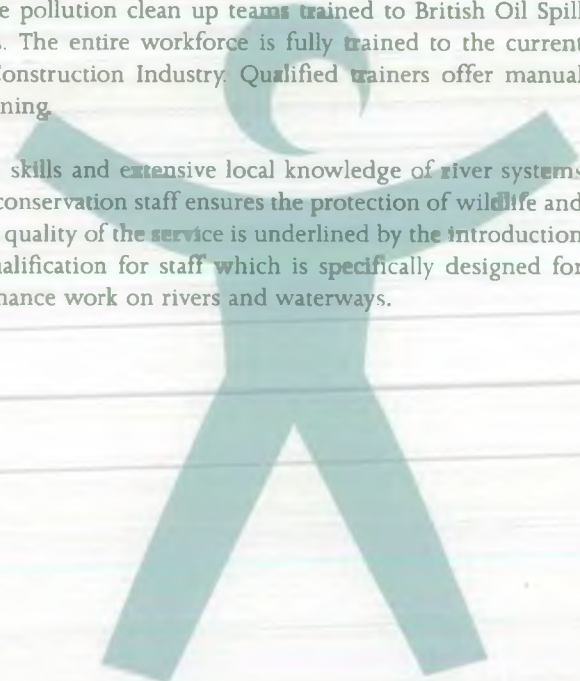 e pollution clean up teams trained to British Oil Spill
s. The entire workforce is fully trained to the current
Construction Industry. Qualified trainers offer manual
ning.
skills and extensive local knowledge of river systems
conservation staff ensures the protection of wildlife and
quality of the service is underlined by the introduction
alification for staff which is specifically designed for
nance work on rivers and waterways.